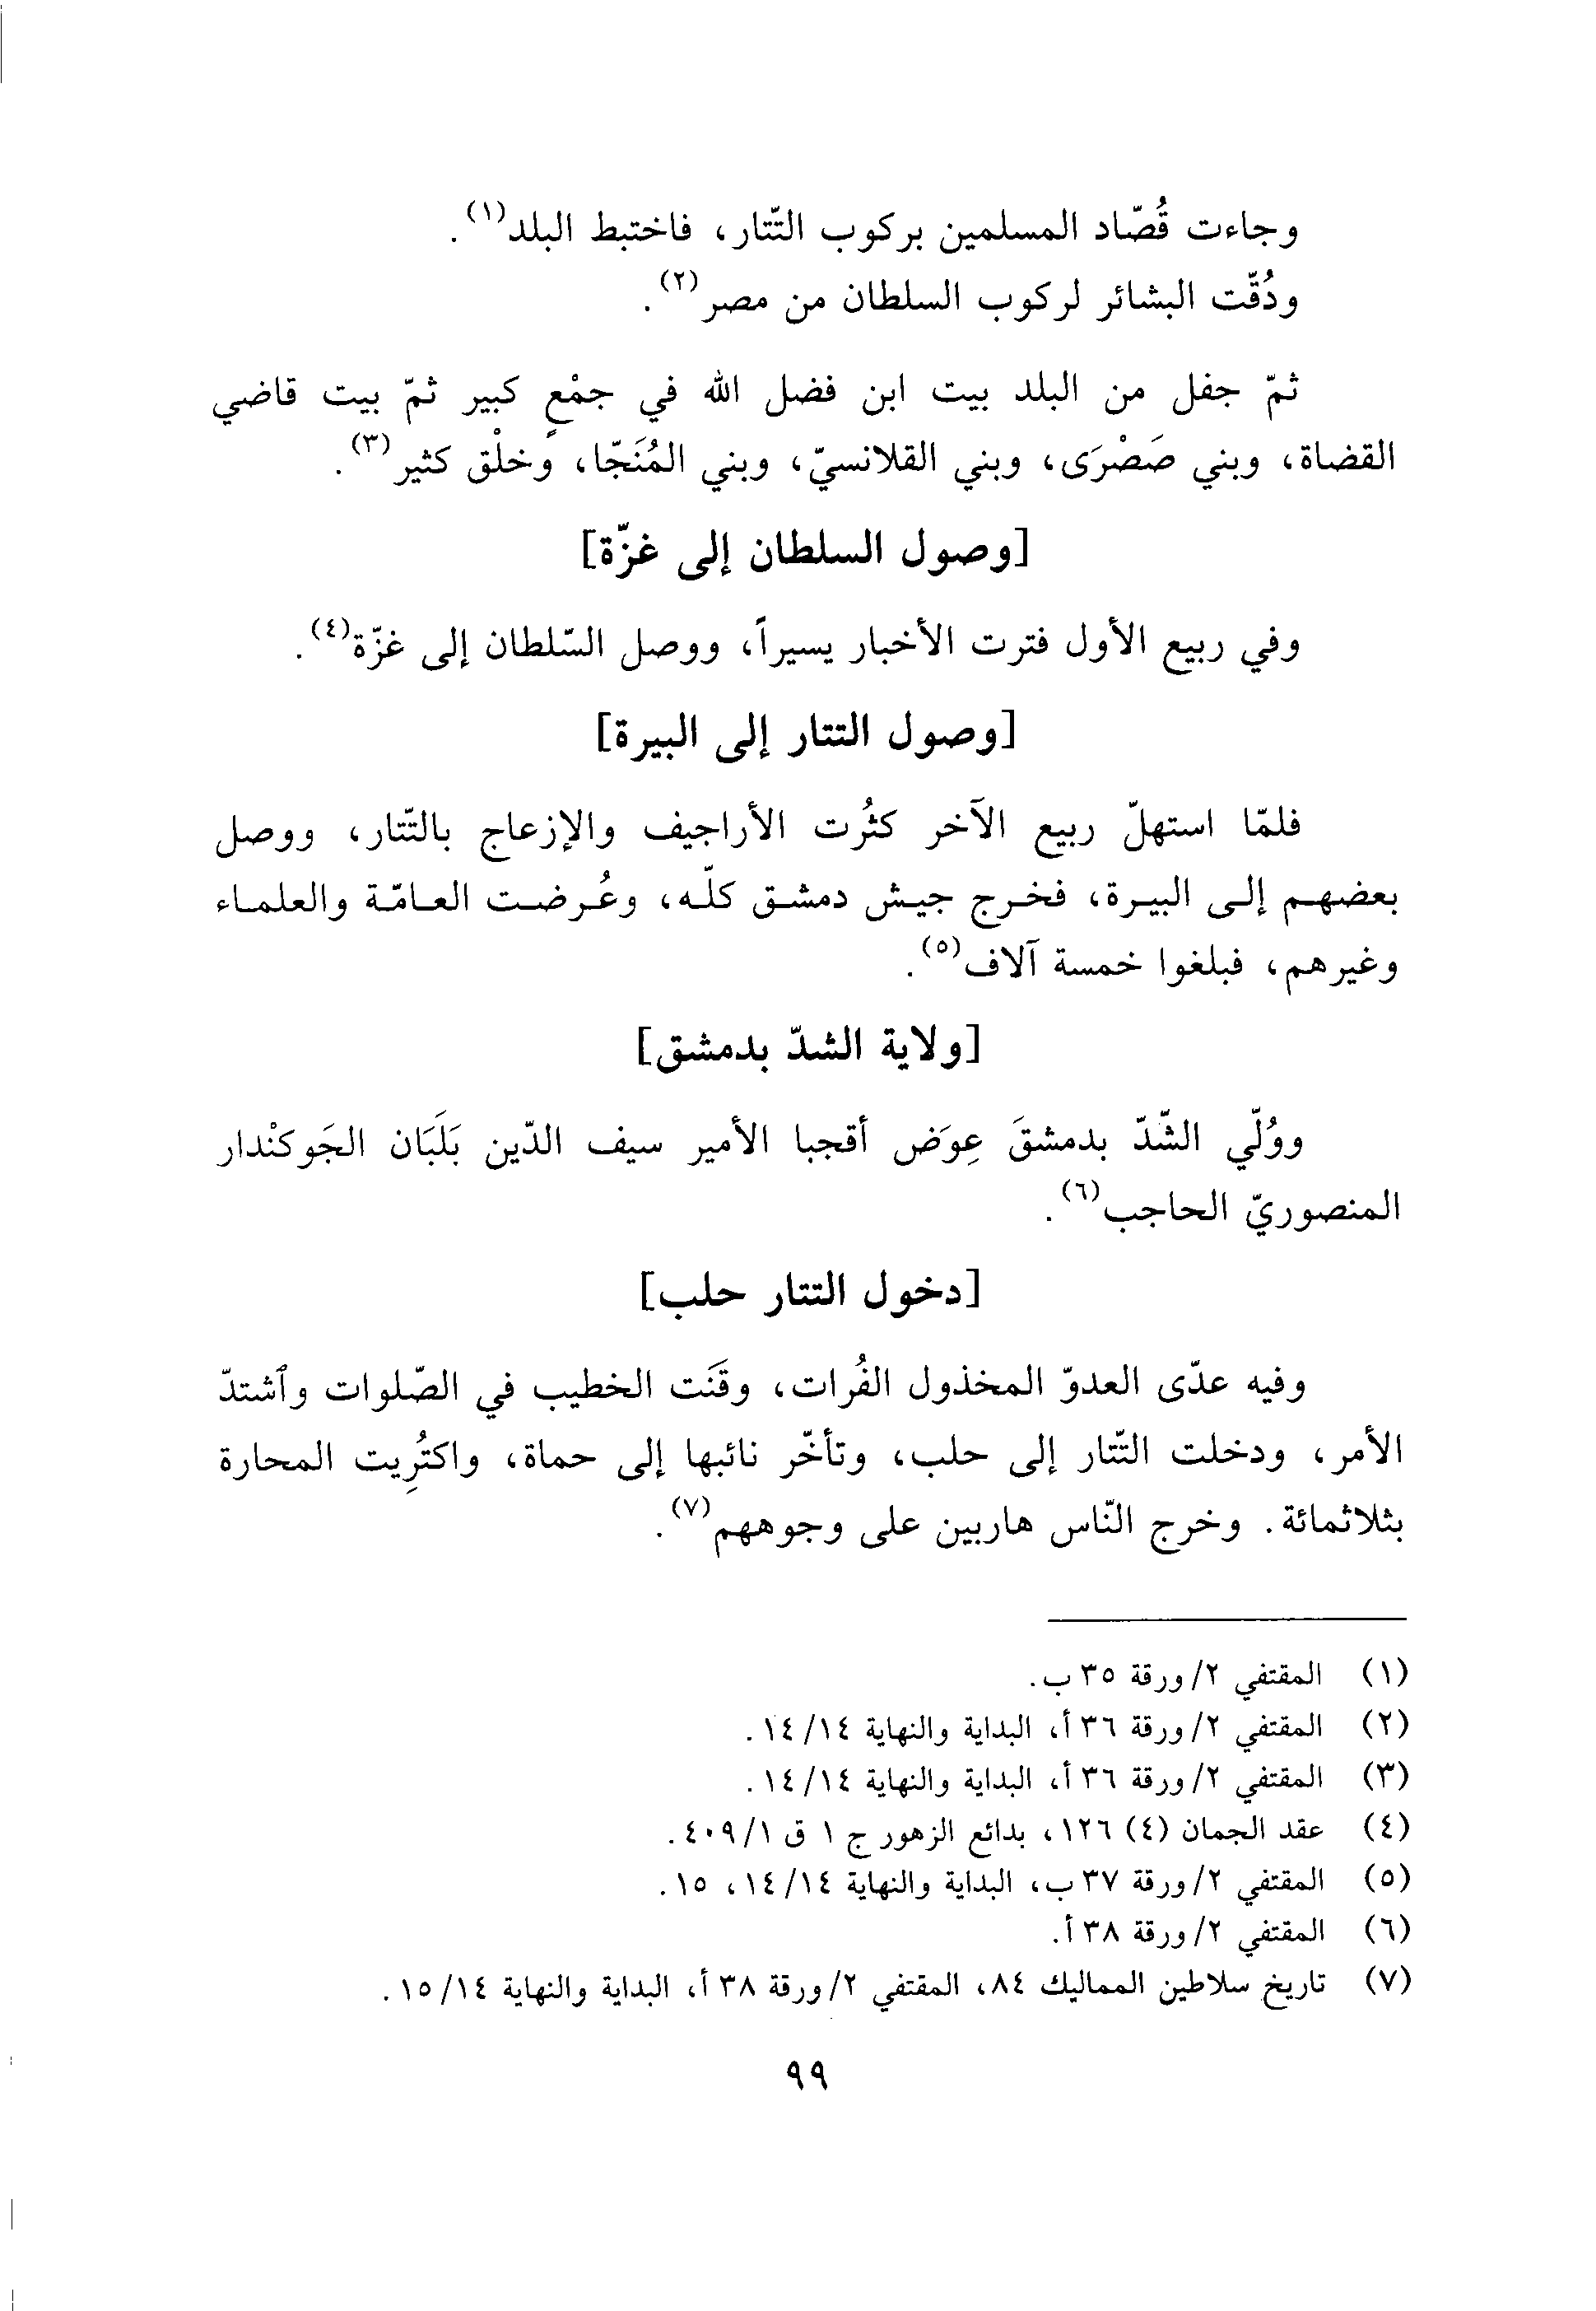 وجاءت قُصّاد المسلمين بركوب التّتار، فاختبط البلد(١).
ودُقّت البشائر لركوب السلطان من مصر(٢).
ثمّ جفل من البلد بيت ابن فضل الله في جمْعٍ كبير ثمّ بيت قاضي
القضاة، وبني صَصْرَى، وبني القلانسيّ، وبني المُنَجّا، وخلْق كثير(٣).
[وصول السلطان إلى غزّة]
وفي ربيع الأول فترت الأخبار يسيراً، ووصل السّلطان إلى غزّة(٤).
[وصول التتار إلى البيرة]
فلمّا استهلّ ربيع الآخر كثُرت الأراجيف والإزعاج بالتّتار، ووصل
بعضهم إلى البيرة، فخرج جيش دمشق كلّه، وعُرضت العامّة والعلماء
وغيرهم، فبلغوا خمسة آلاف(٥).
[ولاية الشدّ بدمشق]
ووُلّي الشّدّ بدمشقَ عِوَض أقجبا الأمير سيف الدّين بَلَبَان الجَوكنْدار
المنصوريّ الحاجب(٦).
[دخول التتار حلب]
وفيه عدّى العدوّ المخذول الفُرات، وقَنَت الخطيب في الصّلوات وٱشتدّ
الأمر، ودخلت التّتار إلى حلب، وتأخّر نائبها إلى حماة، واكتُرِيت المحارة
بثلاثمائة. وخرج النّاس هاربين على وجوههم(٧).
(١) المقتفي ٢/ ورقة ٣٥ ب.
(٢) المقتفي ٢/ ورقة ٣٦ أ، البداية والنهاية ١٤/ ١٤.
(٣) المقتفي ٢/ ورقة ٣٦ أ، البداية والنهاية ١٤/ ١٤.
(٤) عقد الجمان (٤) ١٢٦، بدائع الزهور ج ١ ق ١/ ٤٠٩.
(٥) المقتفي ٢/ ورقة ٣٧ ب، البداية والنهاية ١٤/ ١٤، ١٥.
(٦) المقتفي ٢/ ورقة ٣٨ أ.
(٧) تاريخ سلاطين المماليك ٨٤، المقتفي ٢/ ورقة ٣٨ أ، البداية والنهاية ١٤/ ١٥.
٩٩